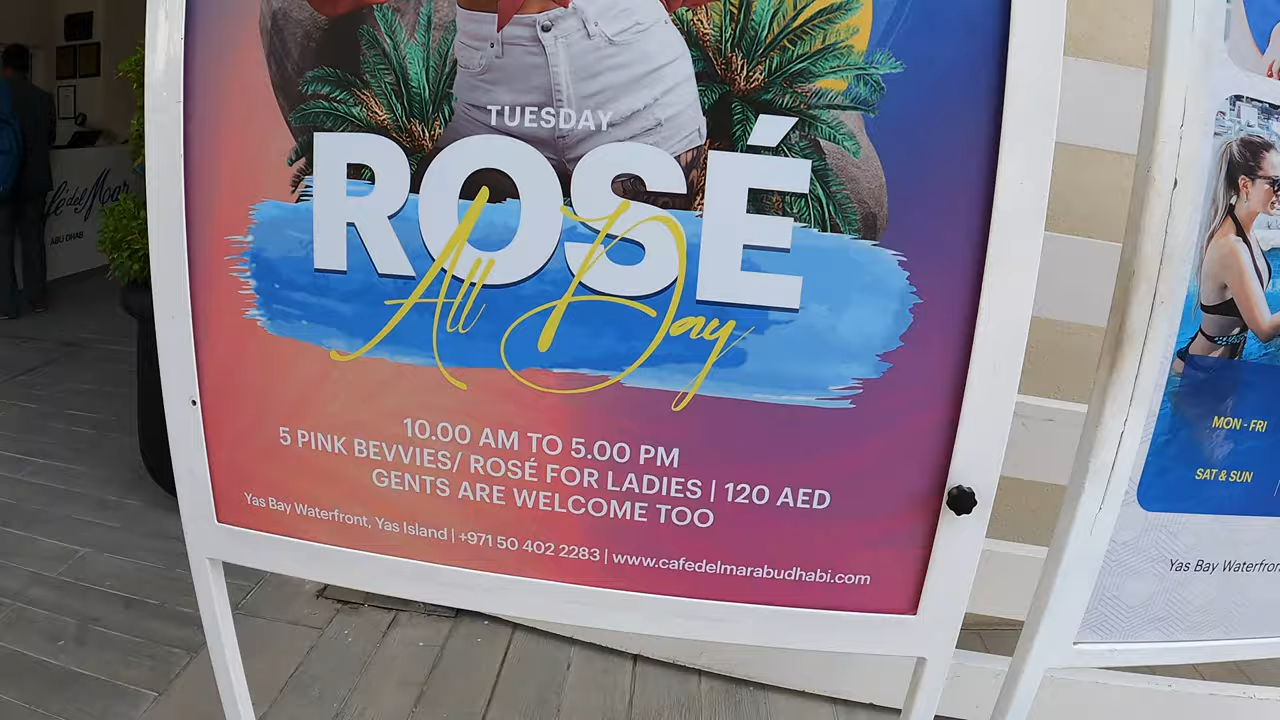 TUESDAY
ROSÉ
All Day
10.00 AM TO 5.00 PM
5 PINK BEVVIES/ ROSÉ FOR LADIES | 120 AED
GENTS ARE WELCOME TOO
Yas Bay Waterfront, Yas Island | +971 50 402 2283 | www.cafedelmarabudhabi.com
del Mar
ABU DHABI
MON - FRI
SAT & SUN
Yas Bay